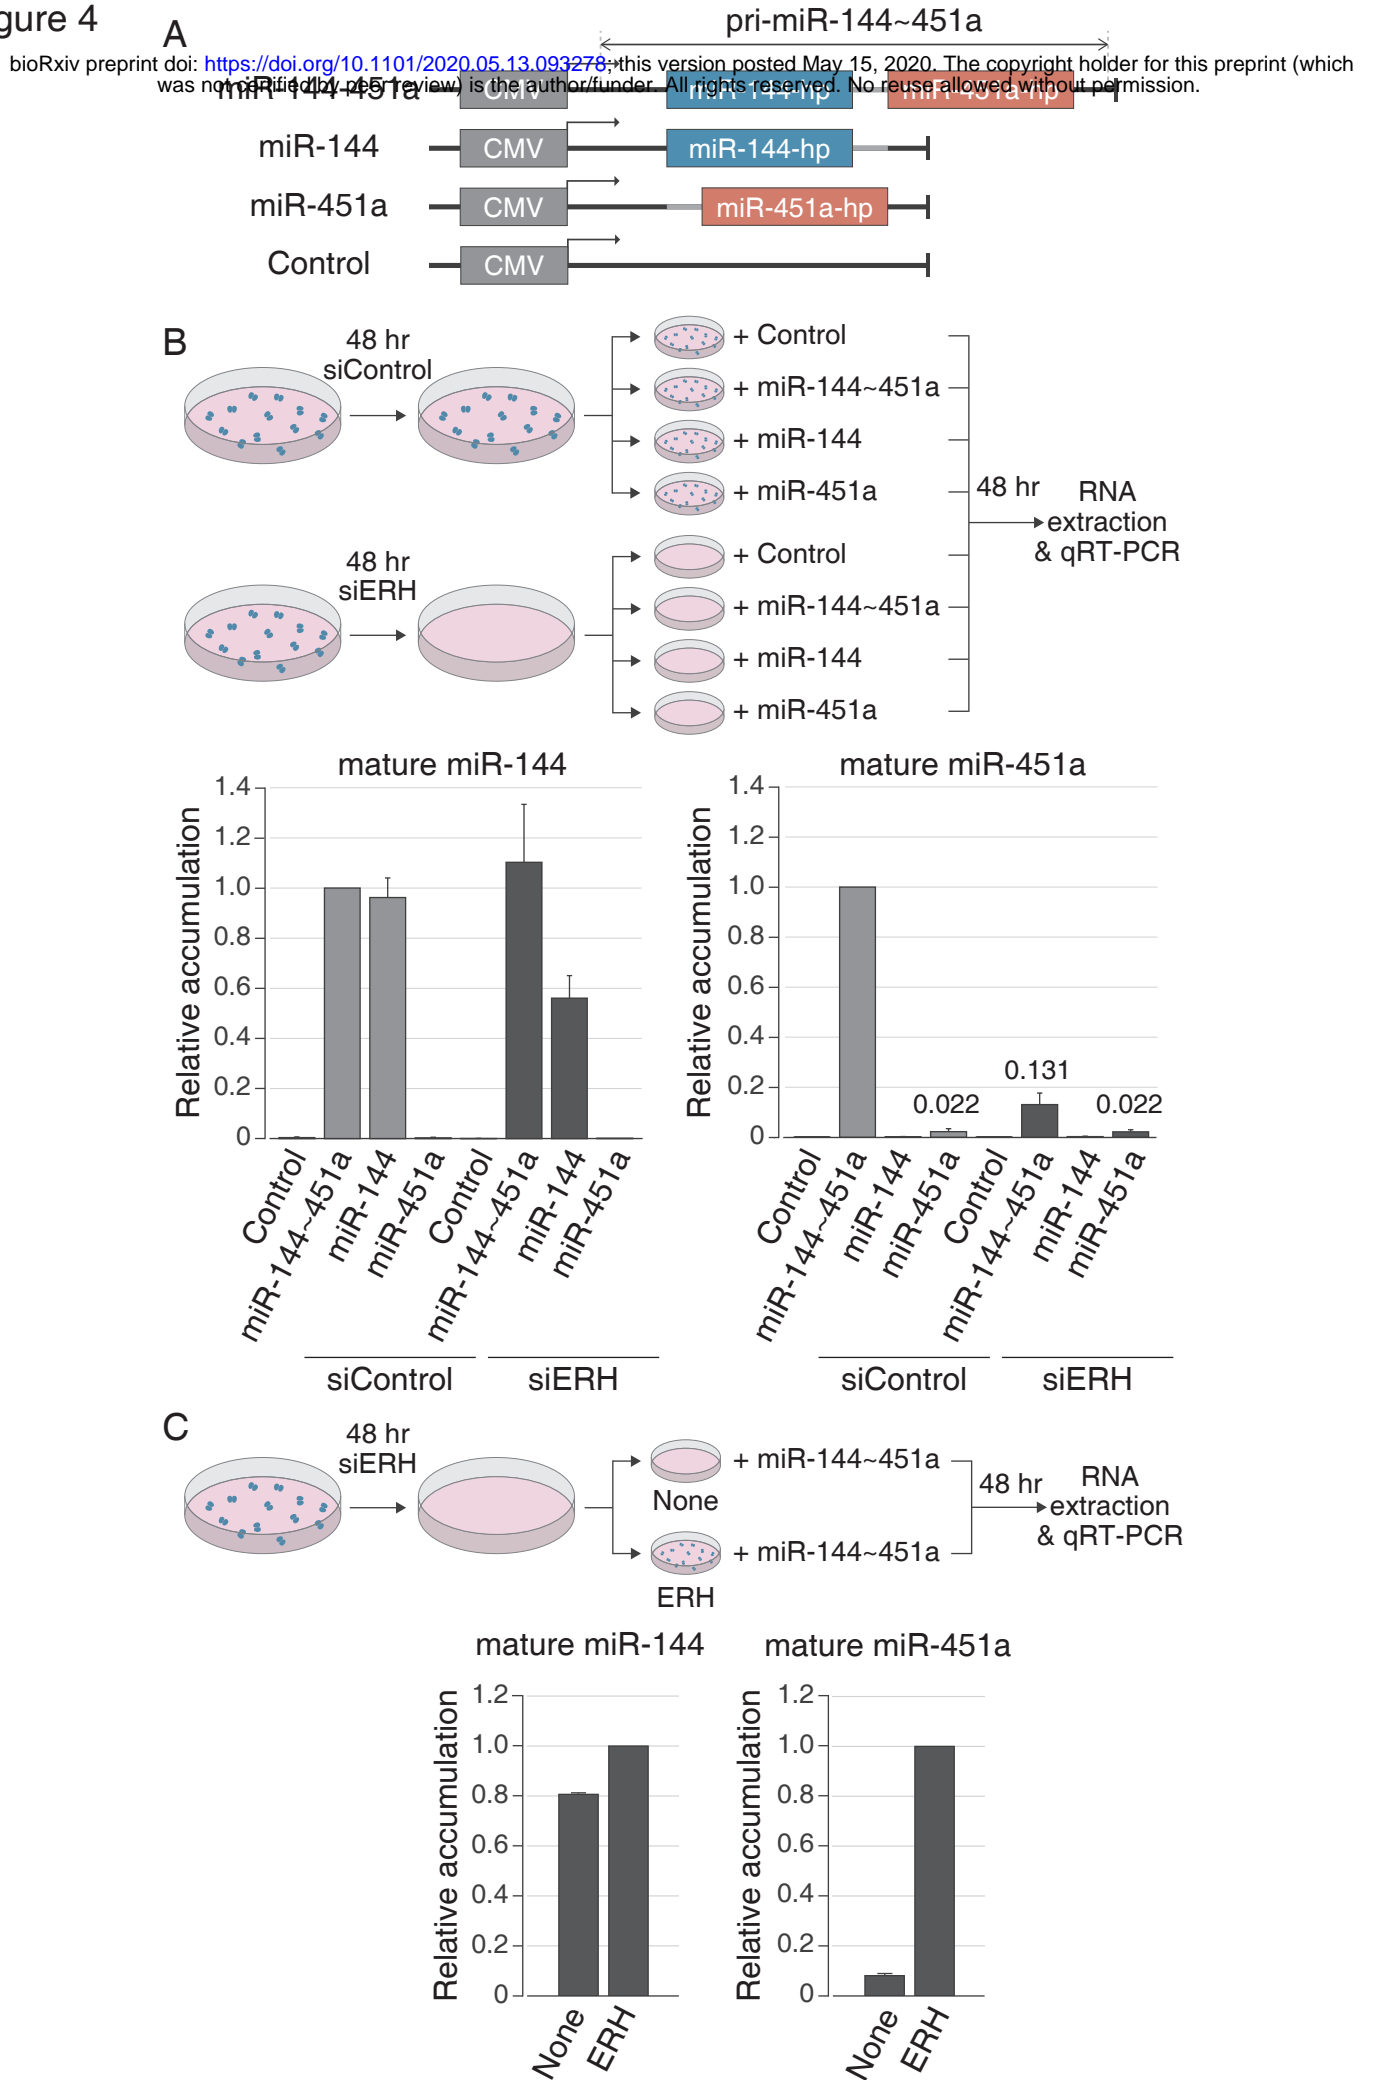 gure 4
A
pri-miR-144~451a
bioRxiv preprint doi: https://doi.org/10.1101/2020.05.13.093278; this version posted May 15, 2020. The copyright holder for this preprint (which
was not certified by peer review) is the author/funder. All rights reserved. No reuse allowed without permission.
miR-144-451a
CMV
miR-144-hp
miR-451a-hp
miR-144
CMV
miR-144-hp
miR-451a
CMV
miR-451a-hp
Control
CMV
B
48 hr
siControl
+ Control
+ miR-144~451a
+ miR-144
+ miR-451a
48 hr
siERH
+ Control
+ miR-144~451a
+ miR-144
+ miR-451a
48 hr
RNA
extraction
& qRT-PCR
mature miR-144
Relative accumulation
1.4
1.2
1.0
0.8
0.6
0.4
0.2
0
Control
miR-144~451a
miR-144
miR-451a
Control
miR-144~451a
miR-144
miR-451a
siControl
siERH
mature miR-451a
Relative accumulation
1.4
1.2
1.0
0.8
0.6
0.4
0.2
0
0.022
0.131
0.022
Control
miR-144~451a
miR-144
miR-451a
Control
miR-144~451a
miR-144
miR-451a
siControl
siERH
C
48 hr
siERH
+ miR-144~451a
None
+ miR-144~451a
ERH
48 hr
RNA
extraction
& qRT-PCR
mature miR-144
Relative accumulation
1.2
1.0
0.8
0.6
0.4
0.2
0
None
ERH
mature miR-451a
Relative accumulation
1.2
1.0
0.8
0.6
0.4
0.2
0
None
ERH